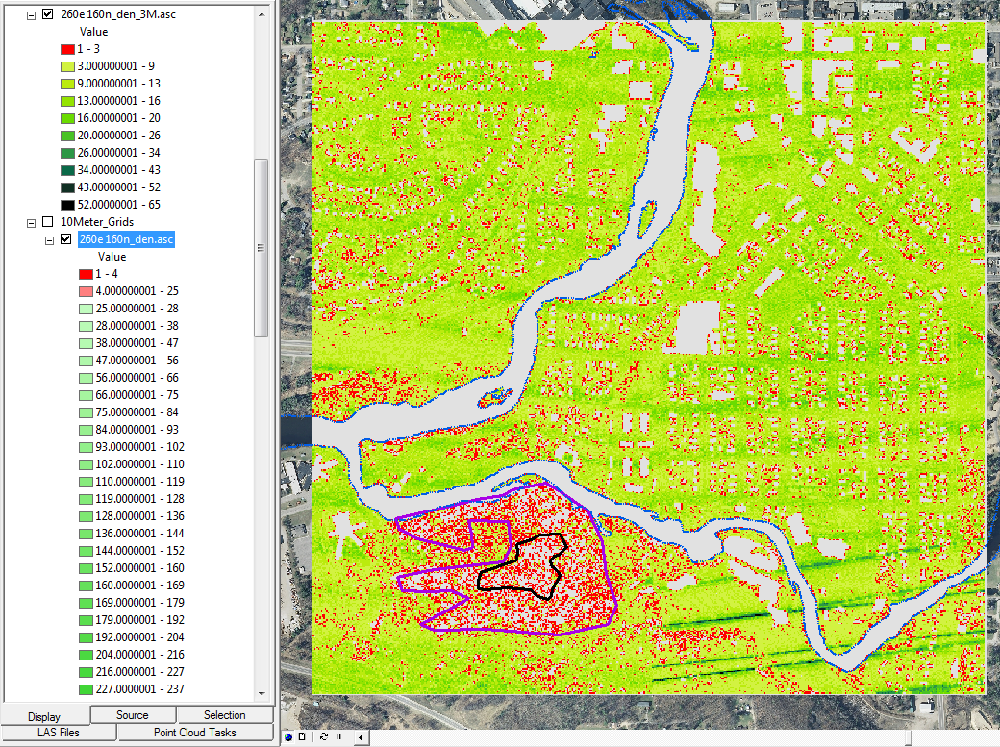 260e 160n_den_3M.asc
Value
1 - 3
3.000000001 - 9
9.000000001 - 13
13.00000001 - 16
16.00000001 - 20
20.00000001 - 26
26.00000001 - 34
34.00000001 - 43
43.00000001 - 52
52.00000001 - 65
10Meter_Grids
260e 160n_den.asc
Value
1 - 4
4.000000001 - 25
25.00000001 - 28
28.00000001 - 38
38.00000001 - 47
47.00000001 - 56
56.00000001 - 66
66.00000001 - 75
75.00000001 - 84
84.00000001 - 93
93.00000001 - 102
102.0000001 - 110
110.0000001 - 119
119.0000001 - 128
128.0000001 - 136
136.0000001 - 144
144.0000001 - 152
152.0000001 - 160
160.0000001 - 169
169.0000001 - 179
179.0000001 - 192
192.0000001 - 204
204.0000001 - 216
216.0000001 - 227
227.0000001 - 237
Display
Source
Selection
LAS Files
Point Cloud Tasks